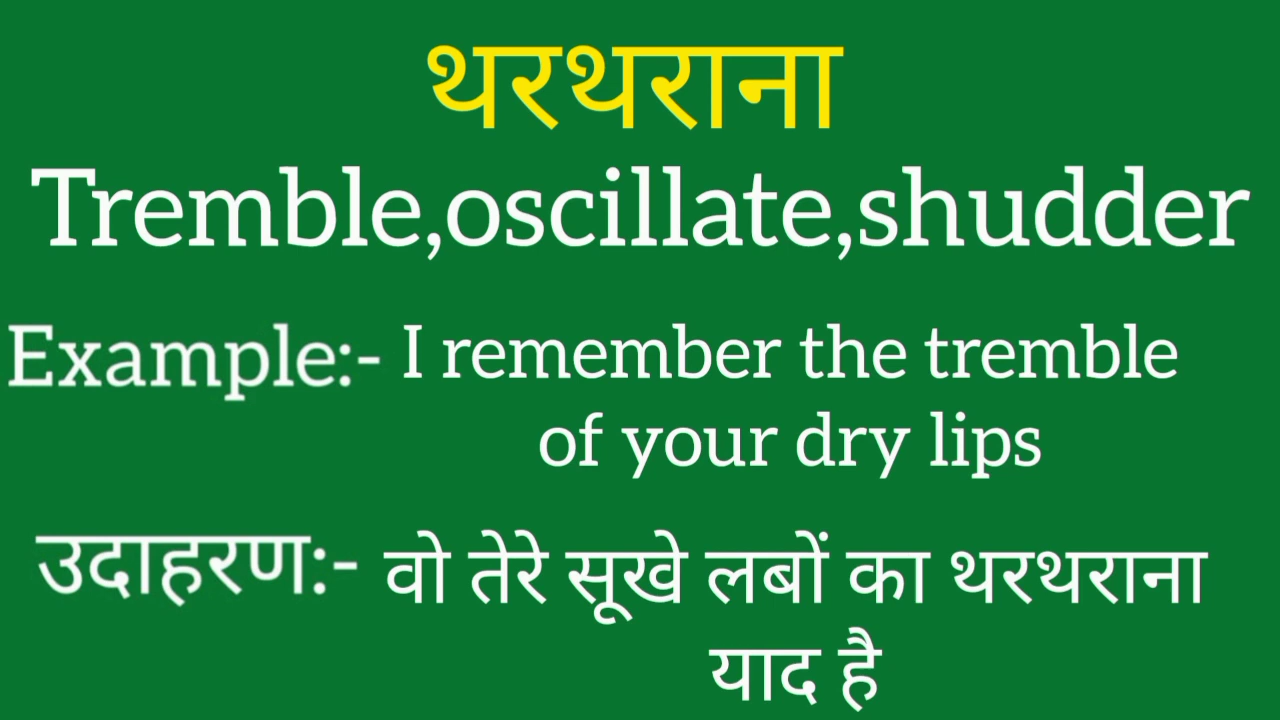 थरथराना
Tremble,oscillate,shudder
Example:- I remember the tremble
of your dry lips
उदाहरण:- वो तेरे सूखे लबों का थरथराना
याद है